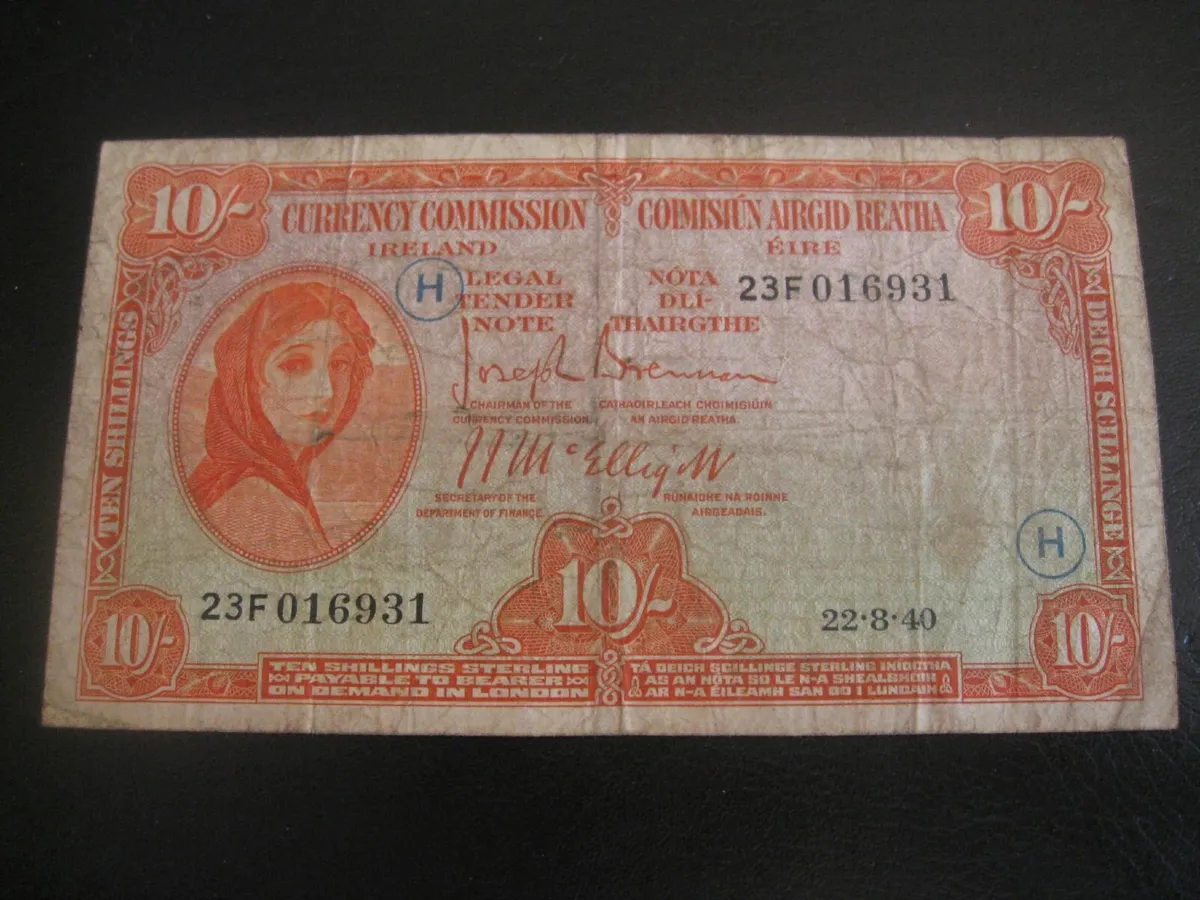 10/-
10/-
CURRENCY COMMISSION
IRELAND
COIMISIÚN AIRGID REATHA
ÉIRE
H
LEGAL
TENDER
NOTE
NÓTA
DLÍ-
THAIRGTHE
23F 016931
Joseph Brennan
CHAIRMAN OF THE
CURRENCY COMMISSION.
CATHAOIRLEACH CHOIMISIÚIN
AN AIRGID REATHA.
TEN SHILLINGS
DEICH SCILLINGE
J J McElligott
SECRETARY OF THE
DEPARTMENT OF FINANCE.
RÚNAIDHE NA ROINNE
AIRGEADAIS.
H
23F 016931
10/-
22·8·40
10/-
10/-
TEN SHILLINGS STERLING
PAYABLE TO BEARER
ON DEMAND IN LONDON
TÁ DEICH SCILLINGE STERLING INÍOCTHA
AS AN NÓTA SO LE N-A SHEALBHÓIR
AR N-A ÉILEAMH SAN DO I LUNDAIN